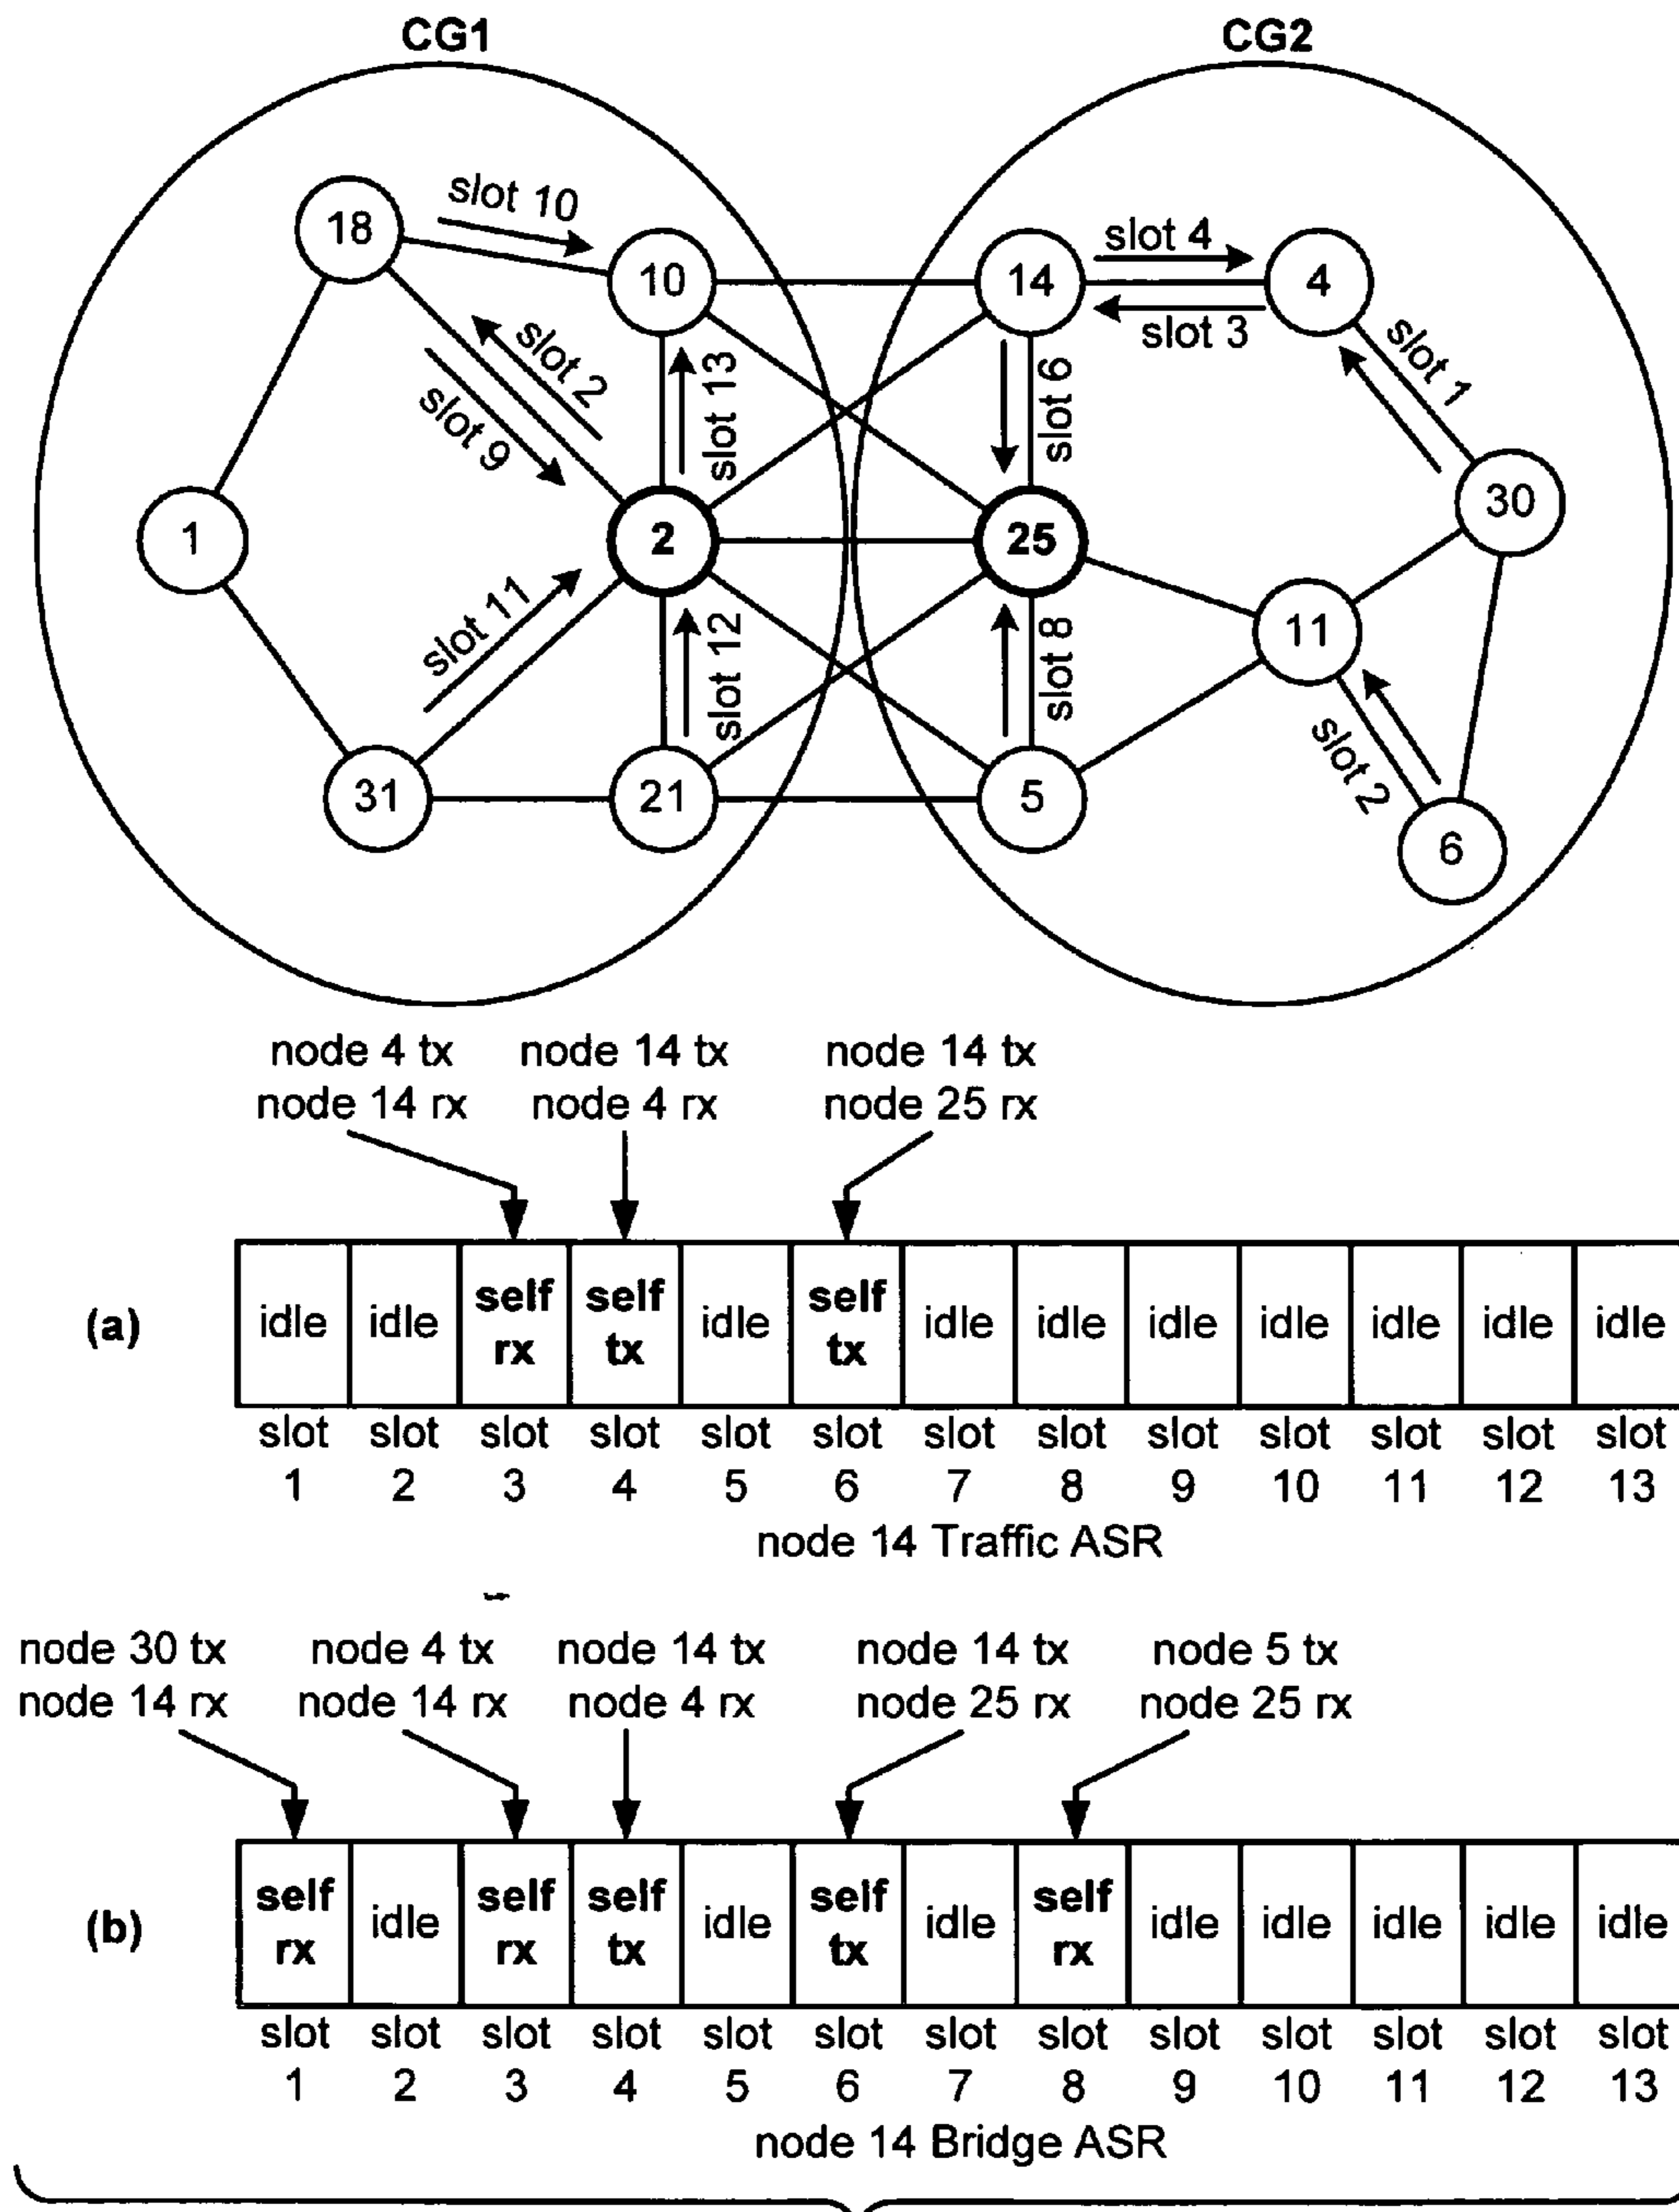 CG1
CG2
18
slot 10
10
14
slot 4
4
slot 3
slot 1
slot 2
slot 9
slot 13
slot 6
1
2
25
30
slot 11
slot 12
slot 8
11
slot 2
31
21
5
6
node 4 tx
node 14 rx
node 14 tx
node 4 rx
node 14 tx
node 25 rx
(a)
idle idle self rx self tx idle self tx idle idle idle idle idle idle idle
slot slot slot slot slot slot slot slot slot slot slot slot slot
1 2 3 4 5 6 7 8 9 10 11 12 13
node 14 Traffic ASR
node 30 tx
node 14 rx
node 4 tx
node 14 rx
node 14 tx
node 4 rx
node 14 tx
node 25 rx
node 5 tx
node 25 rx
(b)
self rx idle self rx self tx idle self tx idle self rx idle idle idle idle idle
slot slot slot slot slot slot slot slot slot slot slot slot slot
1 2 3 4 5 6 7 8 9 10 11 12 13
node 14 Bridge ASR